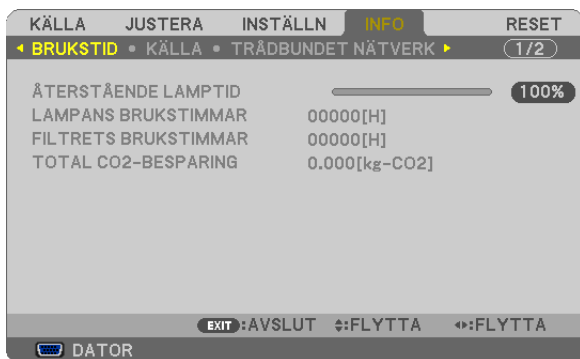 KÄLLA JUSTERA INSTÄLLN INFO RESET
BRUKSTID • KÄLLA • TRÅDBUNDET NÄTVERK 1/2
ÅTERSTÅENDE LAMPTID 100%
LAMPANS BRUKSTIMMAR 00000[H]
FILTRETS BRUKSTIMMAR 00000[H]
TOTAL CO2-BESPARING 0.000[kg-CO2]
EXIT:AVSLUT :FLYTTA :FLYTTA
DATOR